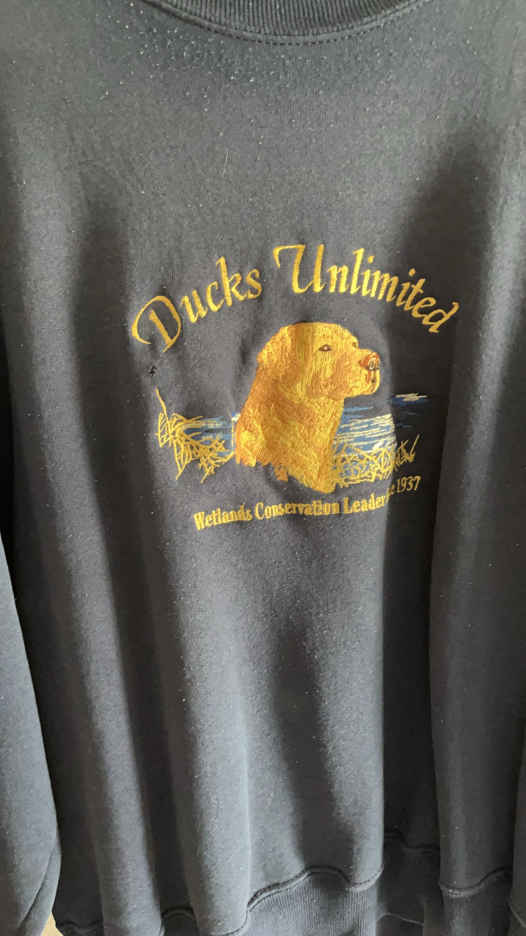 Ducks Unlimited
Wetlands Conservation Leader 1937